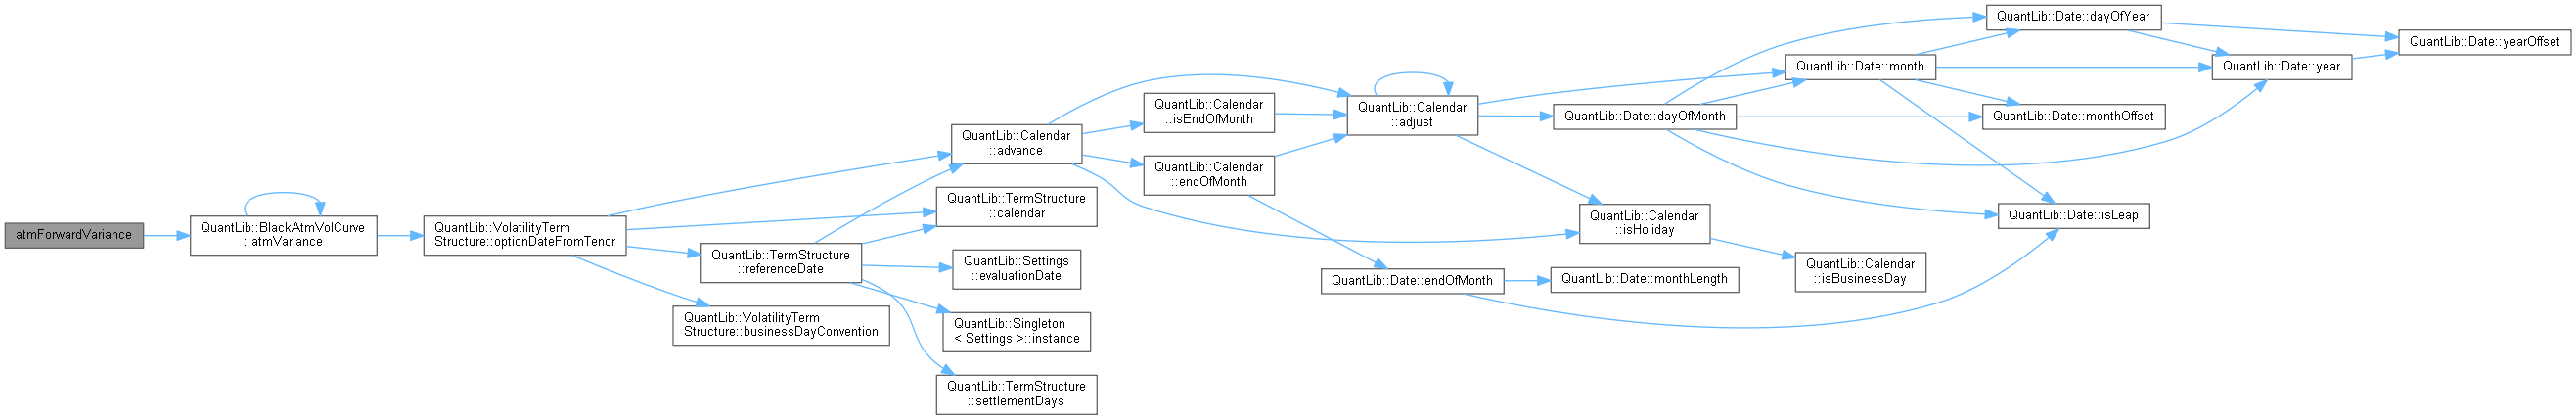 atmForwardVariance
QuantLib::BlackAtmVolCurve
::atmVariance
QuantLib::VolatilityTerm
Structure::optionDateFromTenor
QuantLib::Calendar
::advance
QuantLib::TermStructure
::calendar
QuantLib::TermStructure
::referenceDate
QuantLib::Settings
::evaluationDate
QuantLib::Singleton
< Settings >::instance
QuantLib::TermStructure
::settlementDays
QuantLib::VolatilityTerm
Structure::businessDayConvention
QuantLib::Calendar
::isEndOfMonth
QuantLib::Calendar
::endOfMonth
QuantLib::Calendar
::adjust
QuantLib::Date::endOfMonth
QuantLib::Date::dayOfMonth
QuantLib::Calendar
::isHoliday
QuantLib::Date::monthLength
QuantLib::Date::month
QuantLib::Calendar
::isBusinessDay
QuantLib::Date::dayOfYear
QuantLib::Date::monthOffset
QuantLib::Date::isLeap
QuantLib::Date::year
QuantLib::Date::yearOffset